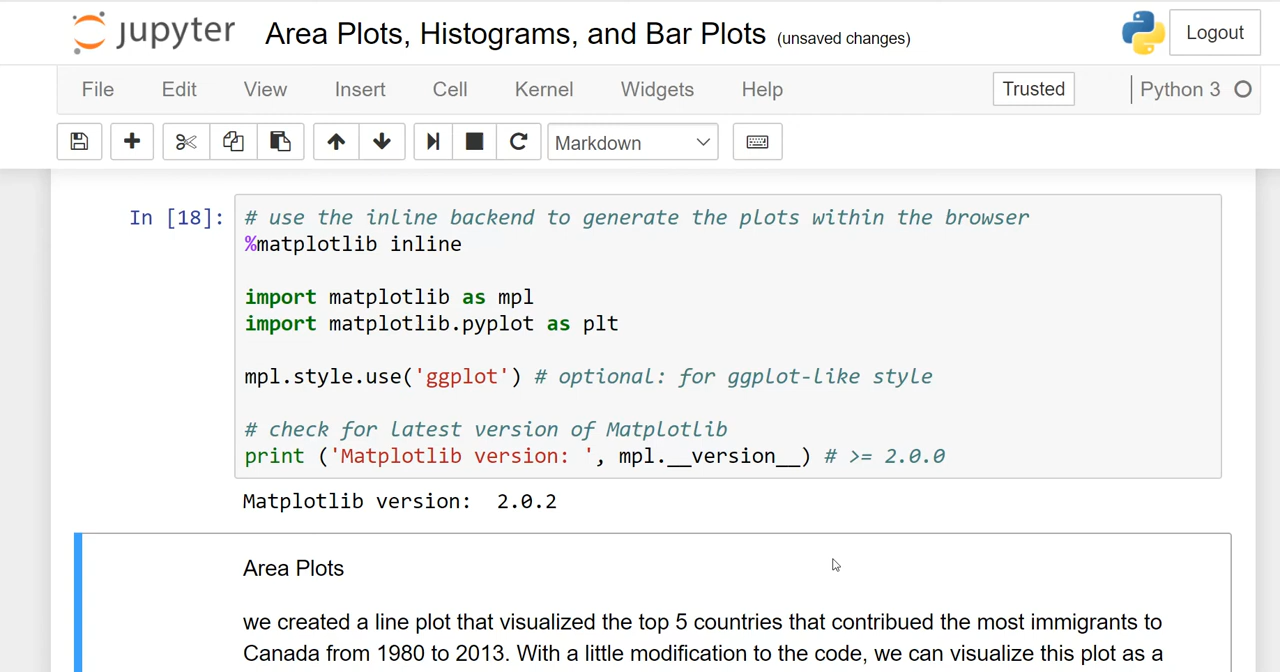 jupyter Area Plots, Histograms, and Bar Plots (unsaved changes) Logout
File Edit View Insert Cell Kernel Widgets Help Trusted Python 3
Markdown
In [18]: # use the inline backend to generate the plots within the browser
%matplotlib inline
import matplotlib as mpl
import matplotlib.pyplot as plt
mpl.style.use('ggplot') # optional: for ggplot-like style
# check for latest version of Matplotlib
print ('Matplotlib version: ', mpl.__version__) # >= 2.0.0
Matplotlib version:  2.0.2
Area Plots
we created a line plot that visualized the top 5 countries that contribued the most immigrants to
Canada from 1980 to 2013. With a little modification to the code, we can visualize this plot as a